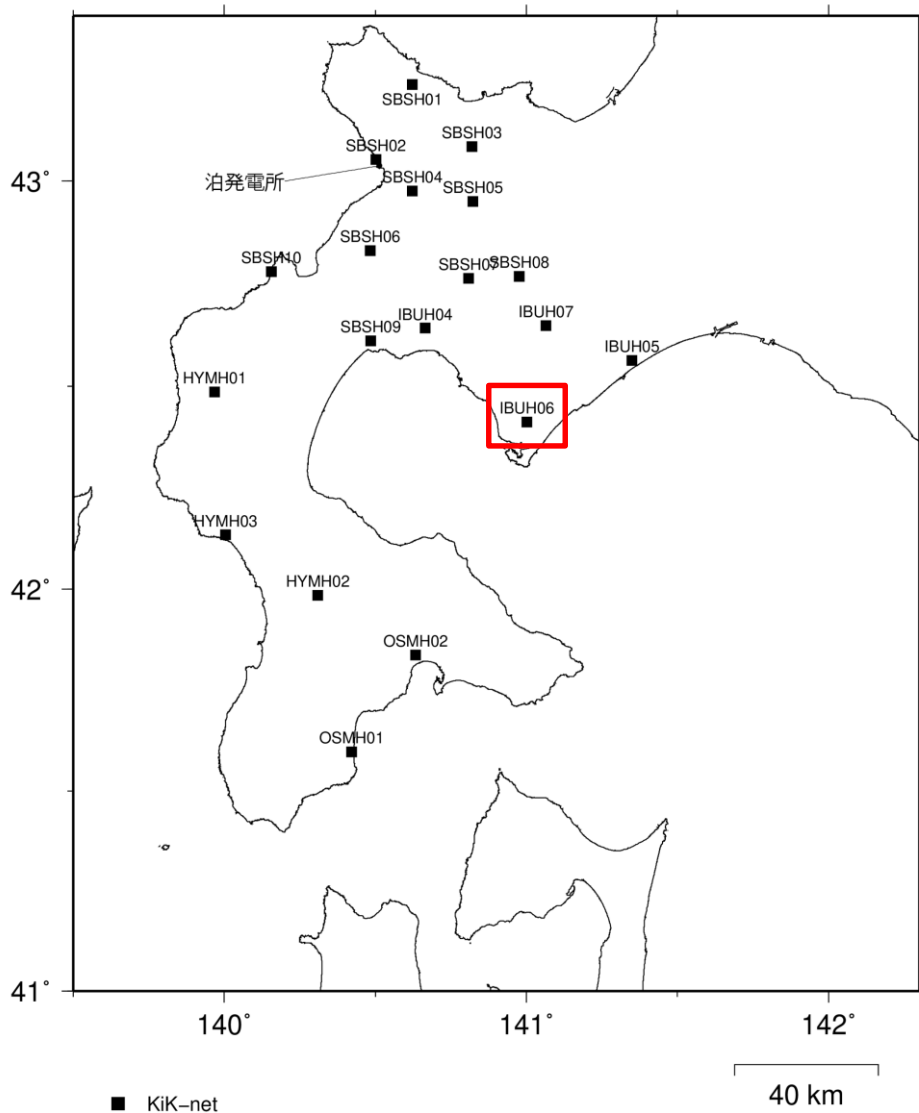 SBSH01
SBSH03
SBSH02
43°
泊発電所
SBSH04
SBSH05
SBSH06
SBSH10
SBSH07
SBSH08
IBUH04
IBUH07
SBSH09
IBUH05
HYMH01
IBUH06
HYMH03
42°
HYMH02
OSMH02
OSMH01
41°
140°
141°
142°
40 km
KiK-net